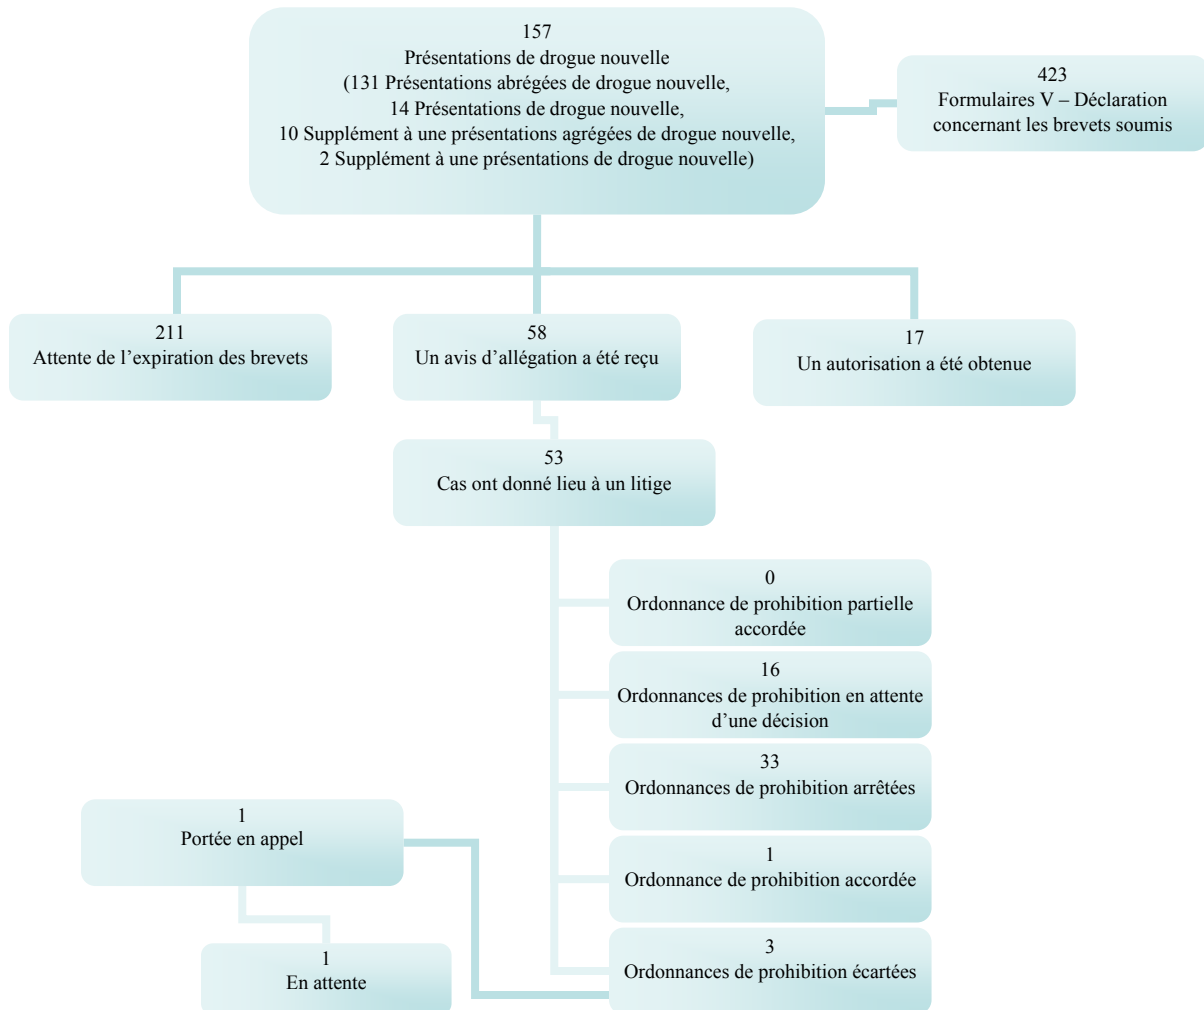 157
Présentations de drogue nouvelle
(131 Présentations abrégées de drogue nouvelle,
14 Présentations de drogue nouvelle,
10 Supplément à une présentations agrégées de drogue nouvelle,
2 Supplément à une présentations de drogue nouvelle)
423
Formulaires V – Déclaration
concernant les brevets soumis
211
Attente de l’expiration des brevets
58
Un avis d’allégation a été reçu
17
Un autorisation a été obtenue
53
Cas ont donné lieu à un litige
0
Ordonnance de prohibition partielle
accordée
16
Ordonnances de prohibition en attente
d’une décision
33
Ordonnances de prohibition arrêtées
1
Ordonnance de prohibition accordée
3
Ordonnances de prohibition écartées
1
Portée en appel
1
En attente